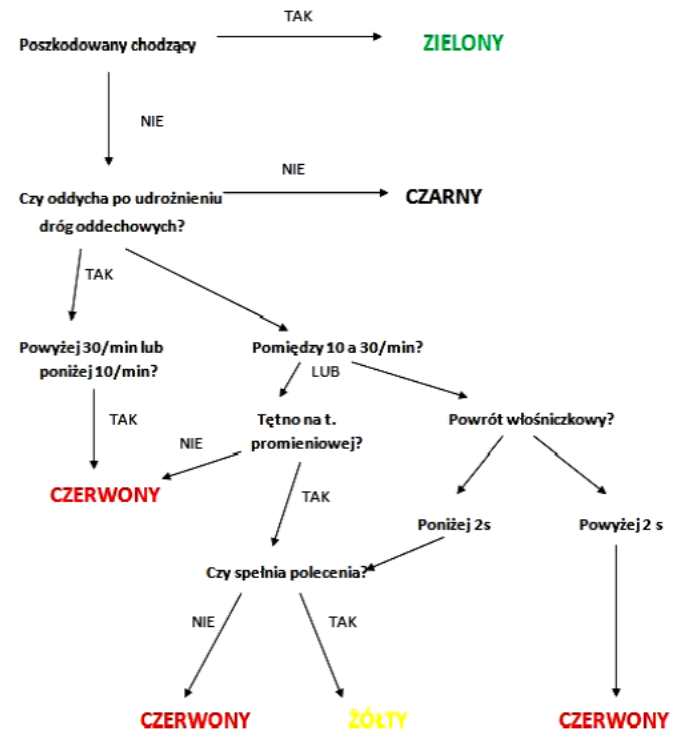 TAK
Poszkodowany chodzący
ZIELONY
NIE
NIE
Czy oddycha po udrożnieniu
dróg oddechowych?
CZARNY
TAK
Powyżej 30/min lub
poniżej 10/min?
Pomiędzy 10 a 30/min?
LUB
TAK
Tętno na t.
promieniowej?
Powrót włośniczkowy?
NIE
CZERWONY
TAK
Poniżej 2s
Powyżej 2 s
Czy spełnia polecenia?
NIE
TAK
CZERWONY
ŻÓŁTY
CZERWONY